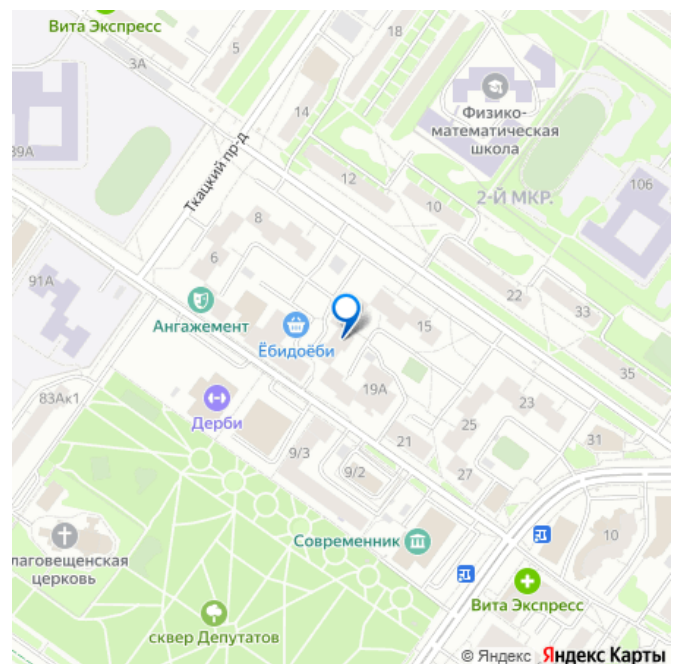 Вита Экспресс
18
5
3А
Физико-
математическая
школа
14
39А
Ткацкий пр-д
12
106
2-Й МКР.
10
8
6
91А
22
33
Ангажемент
15
Ёбидоёби
35
19А
83Ак1
Дерби
23
25
21
31
9/3
27
9/2
10
Современник
лаговещенская
церковь
Вита Экспресс
сквер Депутатов
© Яндекс Яндекс Карты